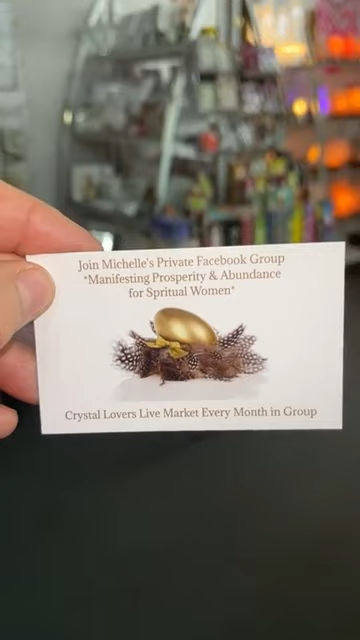 Join Michelle's Private Facebook Group
"Manifesting Prosperity & Abundance
for Spritual Women"
Crystal Lovers Live Market Every Month in Group